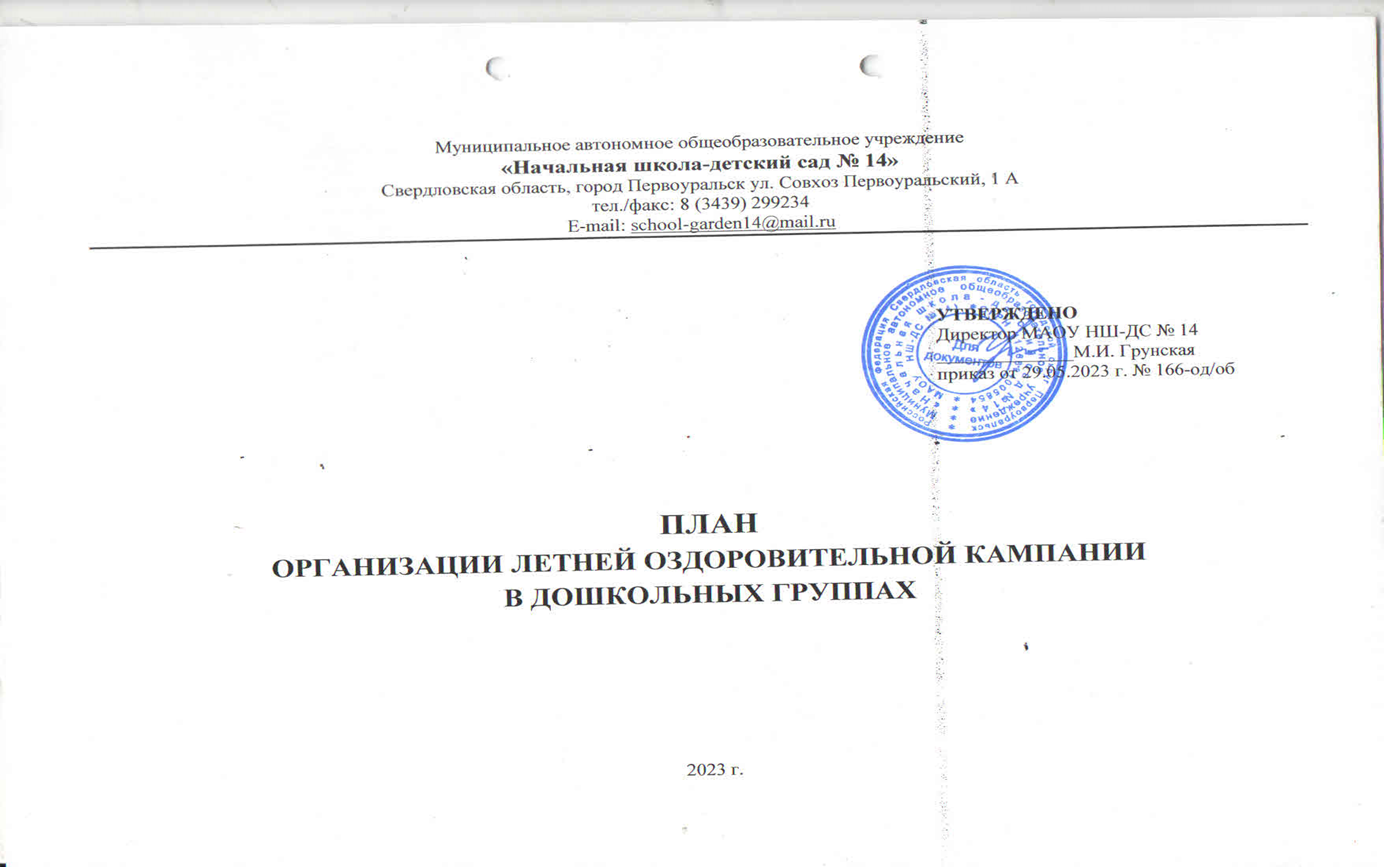 Муниципальное автономное общеобразовательное учреждение
«Начальная школа-детский сад № 14»
Свердловская область, город Первоуральск ул. Совхоз Первоуральский, 1 А
тел./факс: 8 (3439) 299234
E-mail: school-garden14@mail.ru
УТВЕРЖДЕНО
Директор МАОУ НШ-ДС № 14
М.И. Грунская
приказ от 29.05.2023 г. № 166-од/об
Для
документов
ПЛАН
ОРГАНИЗАЦИИ ЛЕТНЕЙ ОЗДОРОВИТЕЛЬНОЙ КАМПАНИИ
В ДОШКОЛЬНЫХ ГРУППАХ
2023 г.